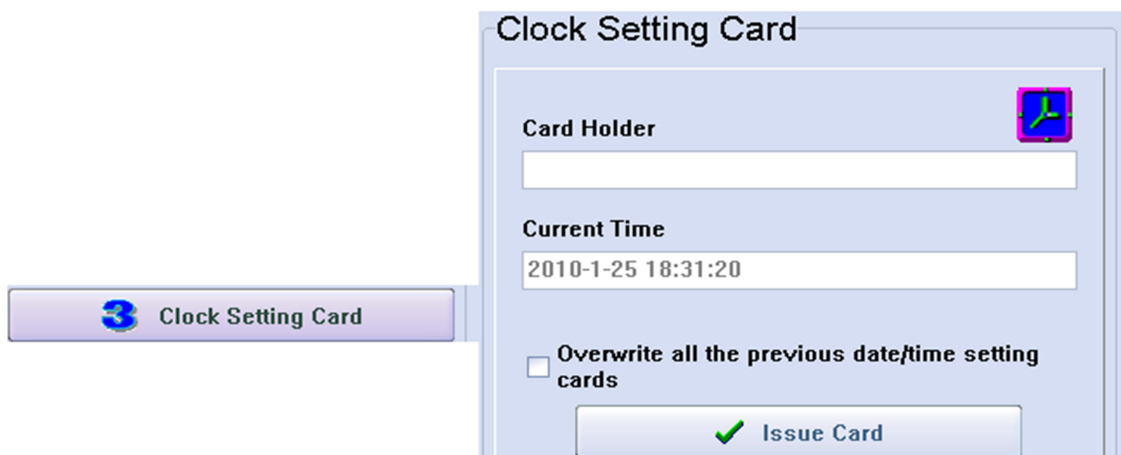 Clock Setting Card
Card Holder
Current Time
2010-1-25 18:31:20
3 Clock Setting Card
Overwrite all the previous date/time setting
cards
Issue Card